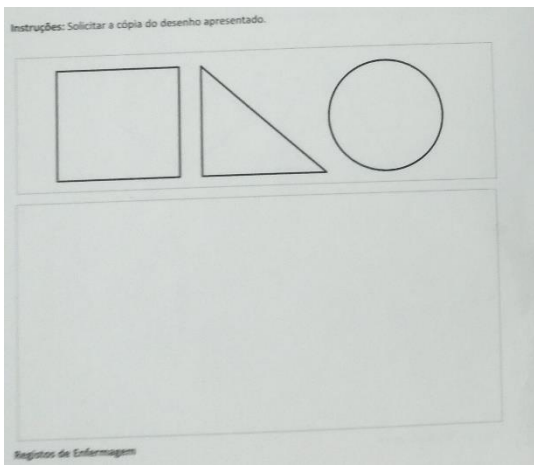 Instruções: Solicitar a cópia do desenho apresentado.
Registos de Enfermagem